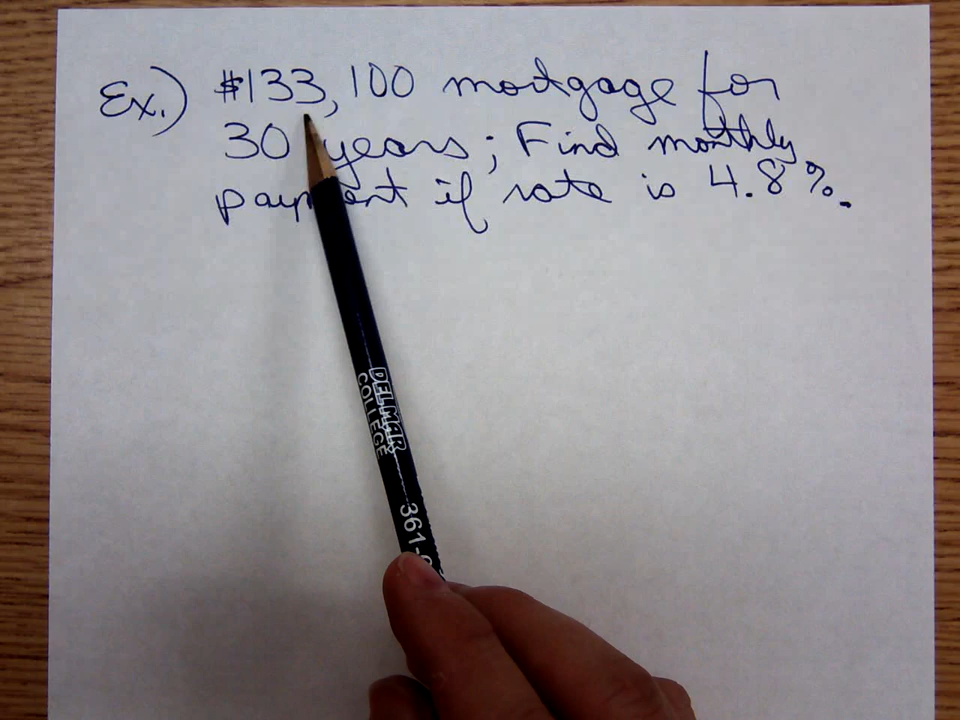 Ex.) $133,100 mortgage for
30 years; Find monthly
payment if rate is 4.8%.
DELMAR
COLLEGE
361-